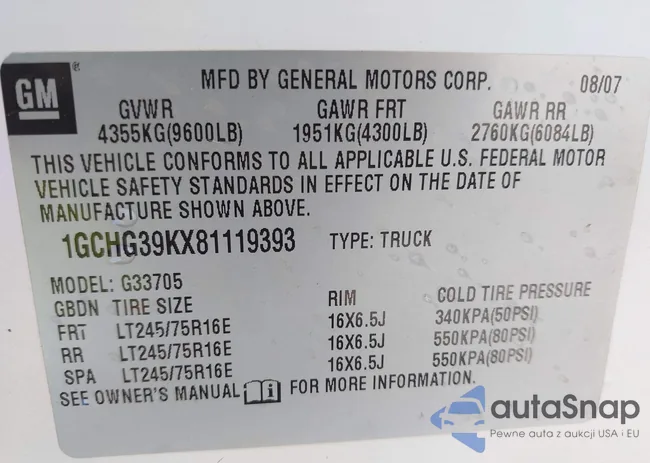 GM ®
MFD BY GENERAL MOTORS CORP. 08/07
GVWR GAWR FRT GAWR RR
4355KG(9600LB) 1951KG(4300LB) 2760KG(6084LB)
THIS VEHICLE CONFORMS TO ALL APPLICABLE U.S. FEDERAL MOTOR
VEHICLE SAFETY STANDARDS IN EFFECT ON THE DATE OF
MANUFACTURE SHOWN ABOVE.
1GCHG39KX81119393 TYPE: TRUCK
MODEL: G33705
GBDN TIRE SIZE RIM COLD TIRE PRESSURE
FRT LT245/75R16E 16X6.5J 340KPA(50PSI)
RR LT245/75R16E 16X6.5J 550KPA(80PSI)
SPA LT245/75R16E 16X6.5J 550KPA(80PSI)
SEE OWNER'S MANUAL FOR MORE INFORMATION.
autaSnap
Pewne auta z aukcji USA i EU